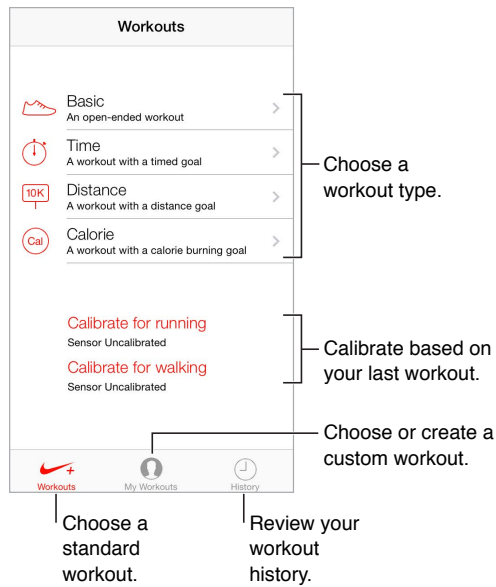 Workouts
Basic
An open-ended workout
Time
A workout with a timed goal
10K
Distance
A workout with a distance goal
Cal
Calorie
A workout with a calorie burning goal
Choose a
workout type.
Calibrate for running
Sensor Uncalibrated
Calibrate for walking
Sensor Uncalibrated
Calibrate based on
your last workout.
Choose or create a
custom workout.
Workouts
My Workouts
History
Choose a
standard
workout.
Review your
workout
history.